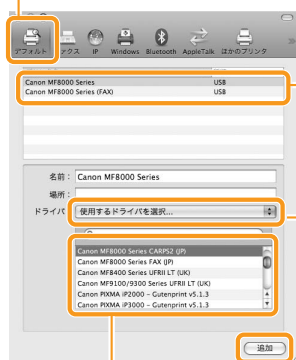 デフォルト ファックス IP Windows Bluetooth AppleTalk ほかのプリンタ
Canon MF8000 Series USB
Canon MF8000 Series (FAX) USB
名前： Canon MF8000 Series
場所：
ドライバ 使用するドライバを選択...
Canon MF8000 Series CARPS2 (JP)
Canon MF8000 Series FAX (JP)
Canon MF8400 Series UFRII LT (UK)
Canon MF9100/9300 Series UFRII LT (UK)
Canon PIXMA iP2000 – Gutenprint v5.1.3
Canon PIXMA iP3000 – Gutenprint v5.1.3
追加